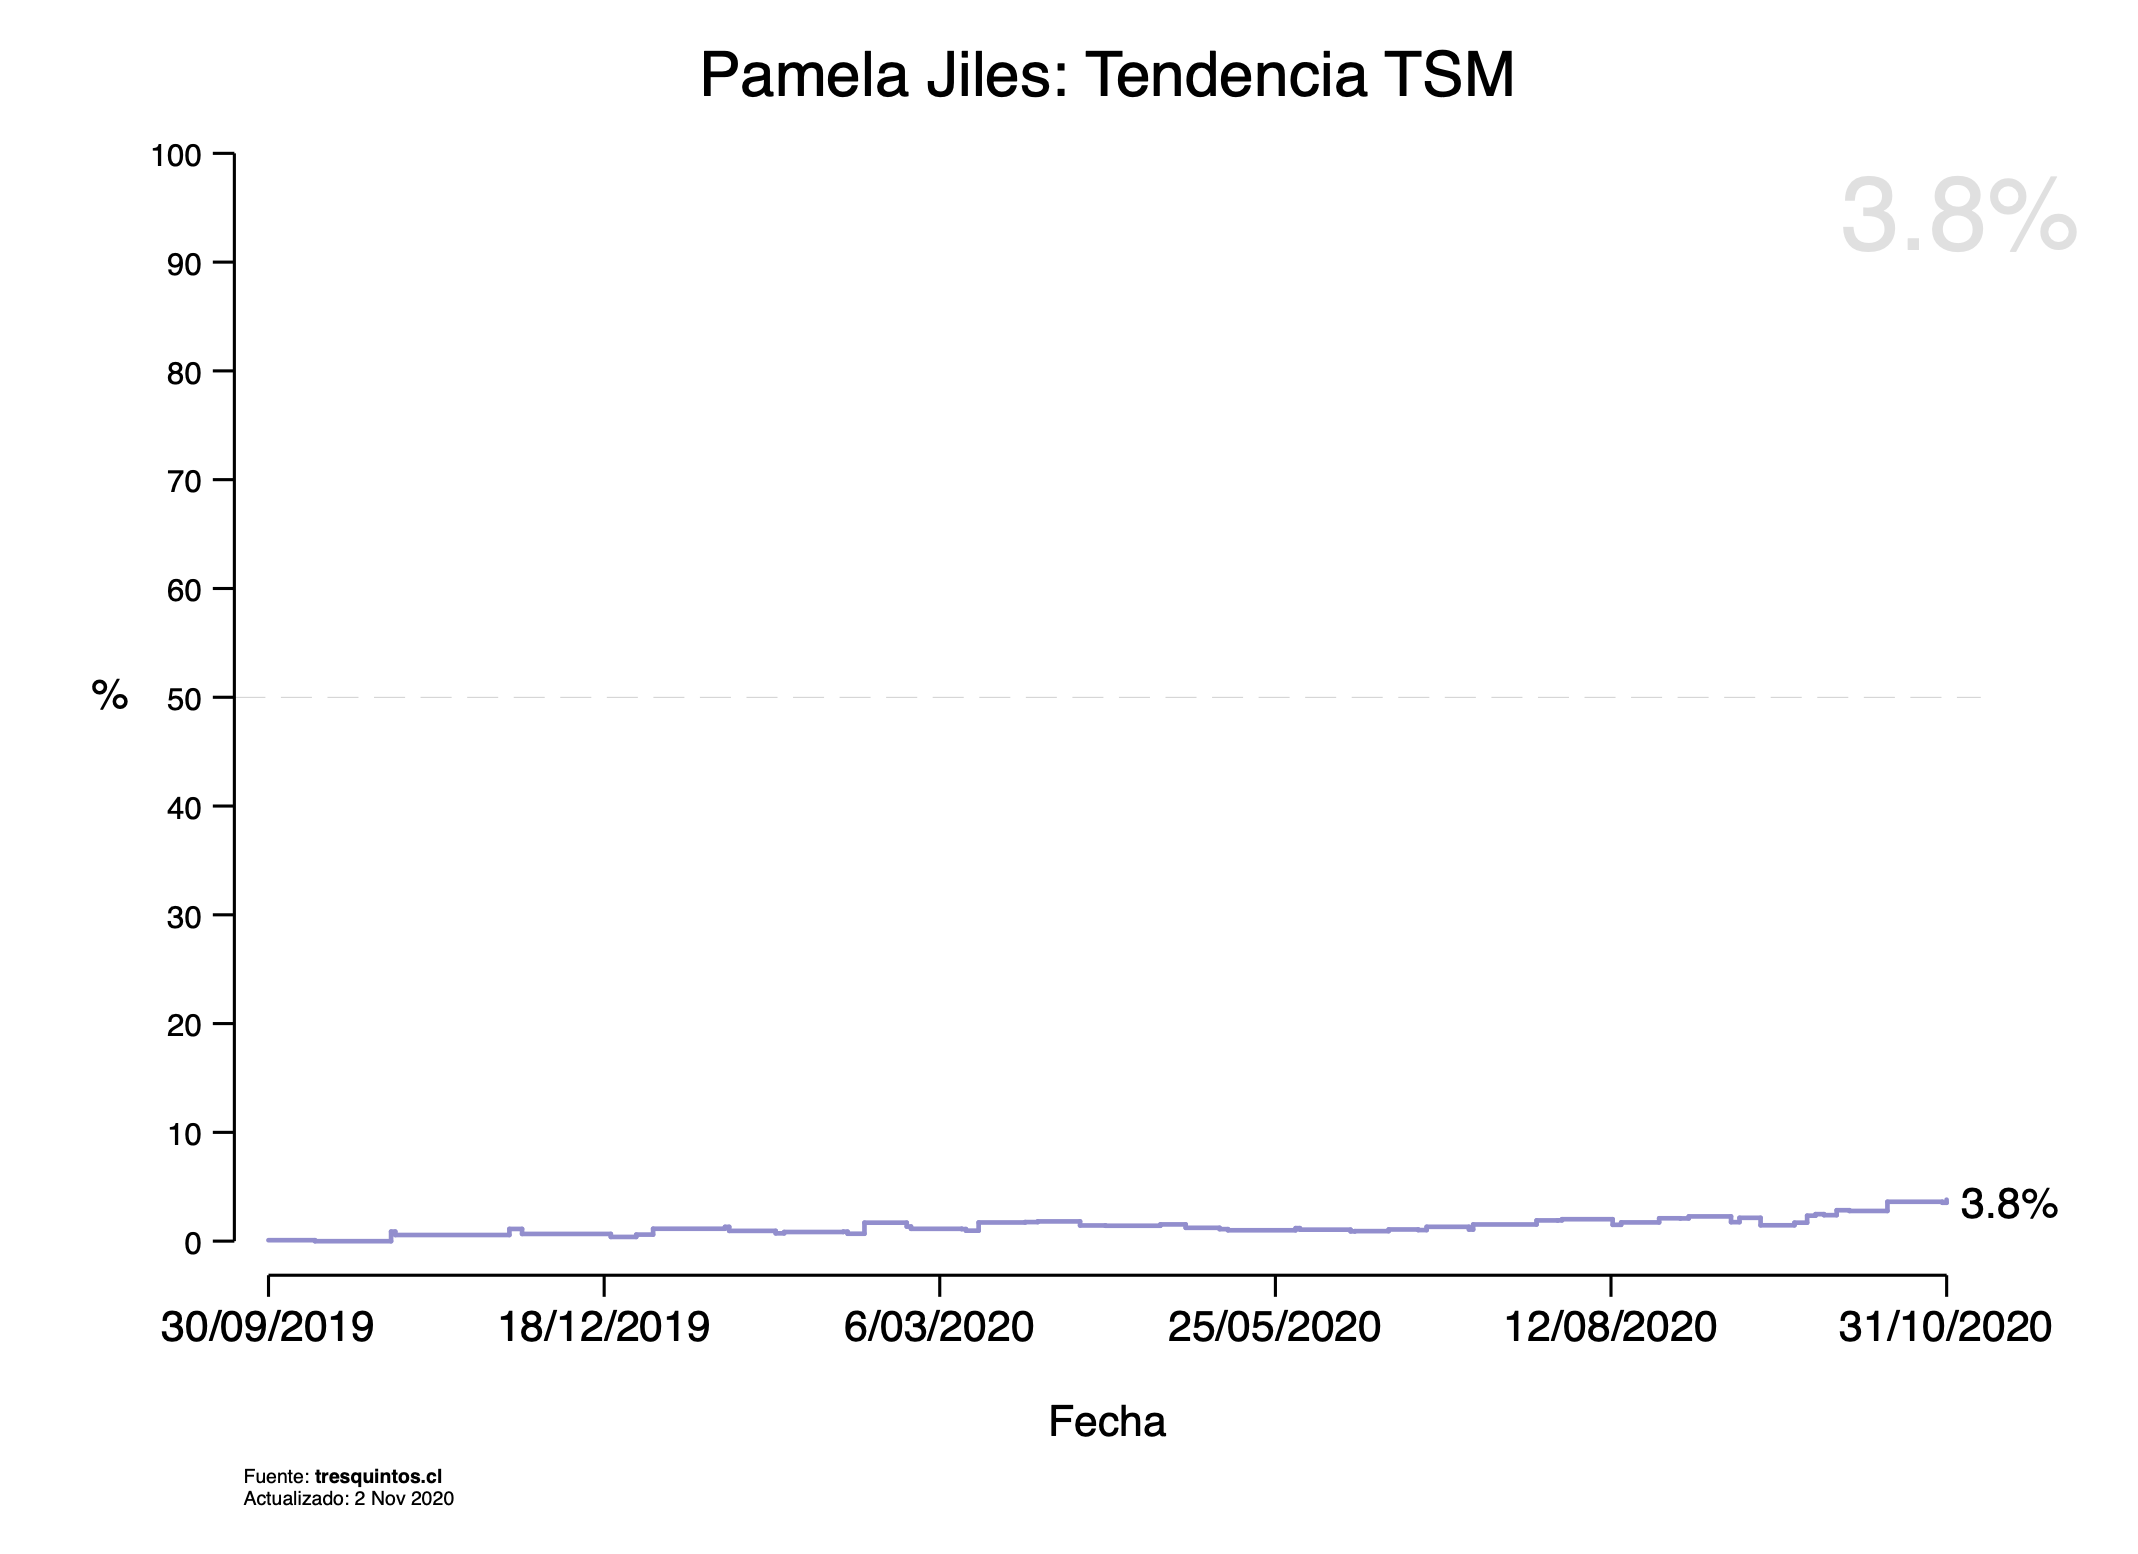 Pamela Jiles: Tendencia TSM
3.8%
100
90
80
70
60
50
40
30
20
10
0
%
3.8%
30/09/2019 18/12/2019 6/03/2020 25/05/2020 12/08/2020 31/10/2020
Fecha
Fuente: tresquintos.cl
Actualizado: 2 Nov 2020